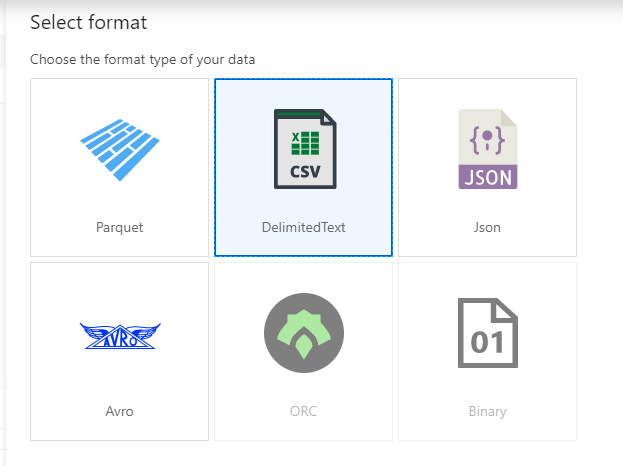 Select format
Choose the format type of your data
X
CSV
{;}
JSON
Parquet
DelimitedText
Json
AVRO
01
Avro
ORC
Binary